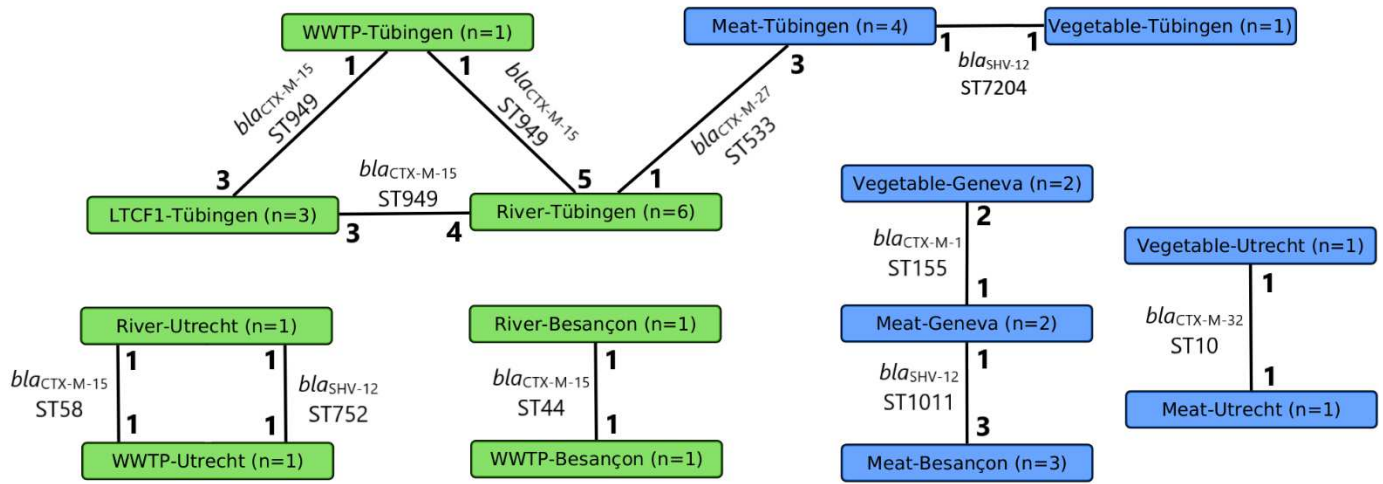 WWTP-Tübingen (n=1)
1
1
blaCTX-M-15
ST949
blaCTX-M-15
ST949
3
5
LTCF1-Tübingen (n=3)
blaCTX-M-15
ST949
3
4
River-Tübingen (n=6)
1
Meat-Tübingen (n=4)
3
blaCTX-M-27
ST533
1
1
blaSHV-12
ST7204
Vegetable-Tübingen (n=1)
River-Utrecht (n=1)
1
1
blaCTX-M-15
ST58
blaSHV-12
ST752
1
1
WWTP-Utrecht (n=1)
River-Besançon (n=1)
1
blaCTX-M-15
ST44
1
WWTP-Besançon (n=1)
Vegetable-Geneva (n=2)
2
blaCTX-M-1
ST155
1
Meat-Geneva (n=2)
1
blaSHV-12
ST1011
3
Meat-Besançon (n=3)
Vegetable-Utrecht (n=1)
1
blaCTX-M-32
ST10
1
Meat-Utrecht (n=1)